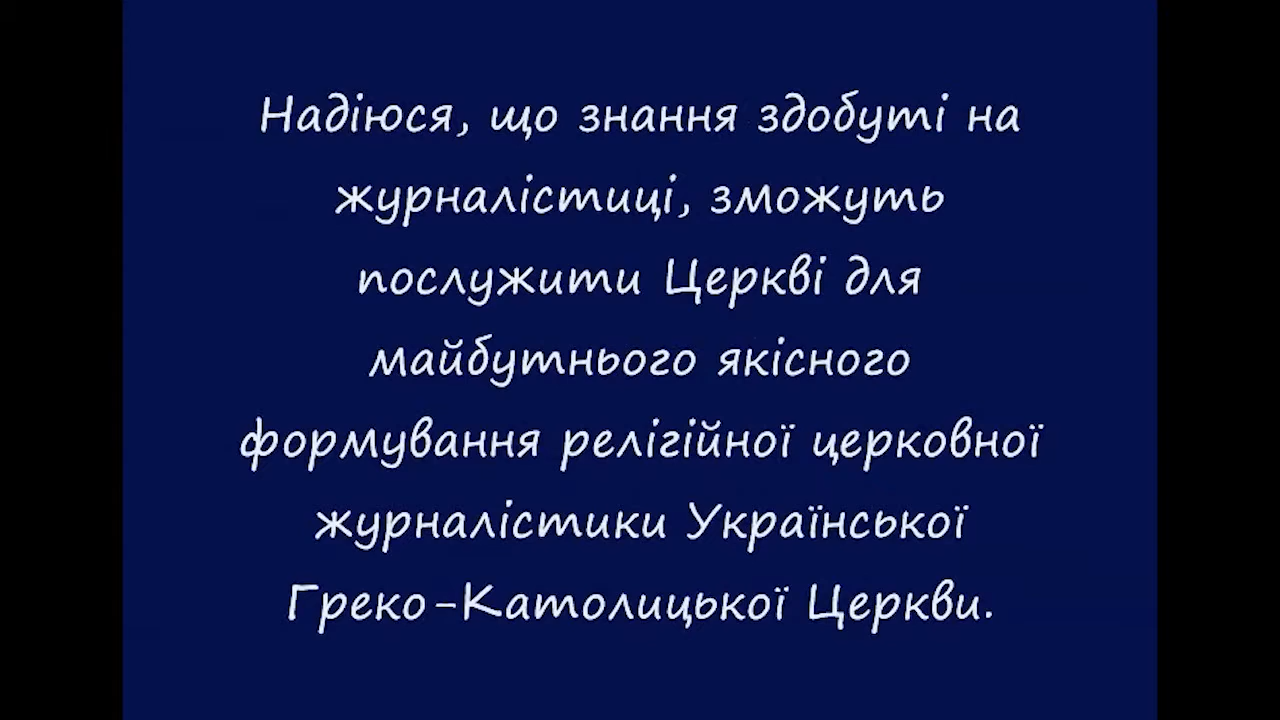 Надіюся, що знання здобуті на
журналістиці, зможуть
послужити Церкві для
майбутнього якісного
формування релігійної церковної
журналістики Української
Греко-Католицької Церкви.